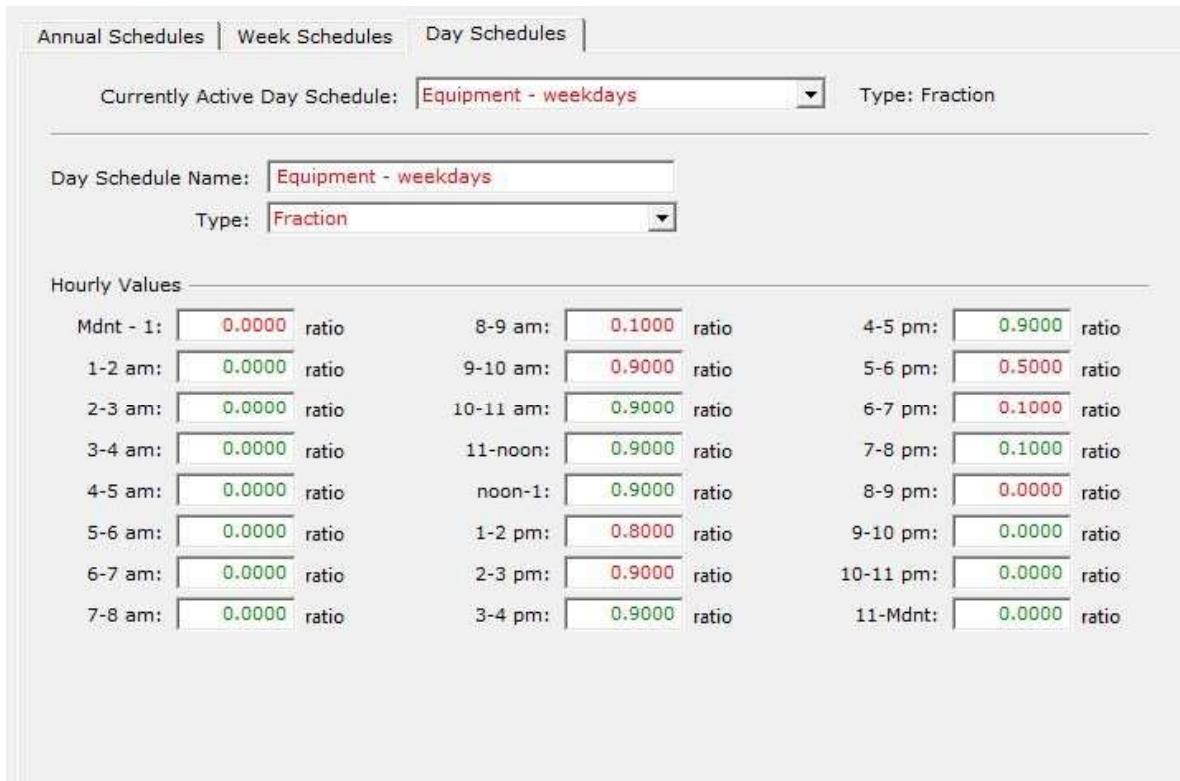 Annual Schedules Week Schedules Day Schedules
Currently Active Day Schedule: Equipment - weekdays Type: Fraction
Day Schedule Name: Equipment - weekdays
Type: Fraction
Hourly Values
Mdnt - 1: 0.0000 ratio 8-9 am: 0.1000 ratio 4-5 pm: 0.9000 ratio
1-2 am: 0.0000 ratio 9-10 am: 0.9000 ratio 5-6 pm: 0.5000 ratio
2-3 am: 0.0000 ratio 10-11 am: 0.9000 ratio 6-7 pm: 0.1000 ratio
3-4 am: 0.0000 ratio 11-noon: 0.9000 ratio 7-8 pm: 0.1000 ratio
4-5 am: 0.0000 ratio noon-1: 0.9000 ratio 8-9 pm: 0.0000 ratio
5-6 am: 0.0000 ratio 1-2 pm: 0.8000 ratio 9-10 pm: 0.0000 ratio
6-7 am: 0.0000 ratio 2-3 pm: 0.9000 ratio 10-11 pm: 0.0000 ratio
7-8 am: 0.0000 ratio 3-4 pm: 0.9000 ratio 11-Mdnt: 0.0000 ratio